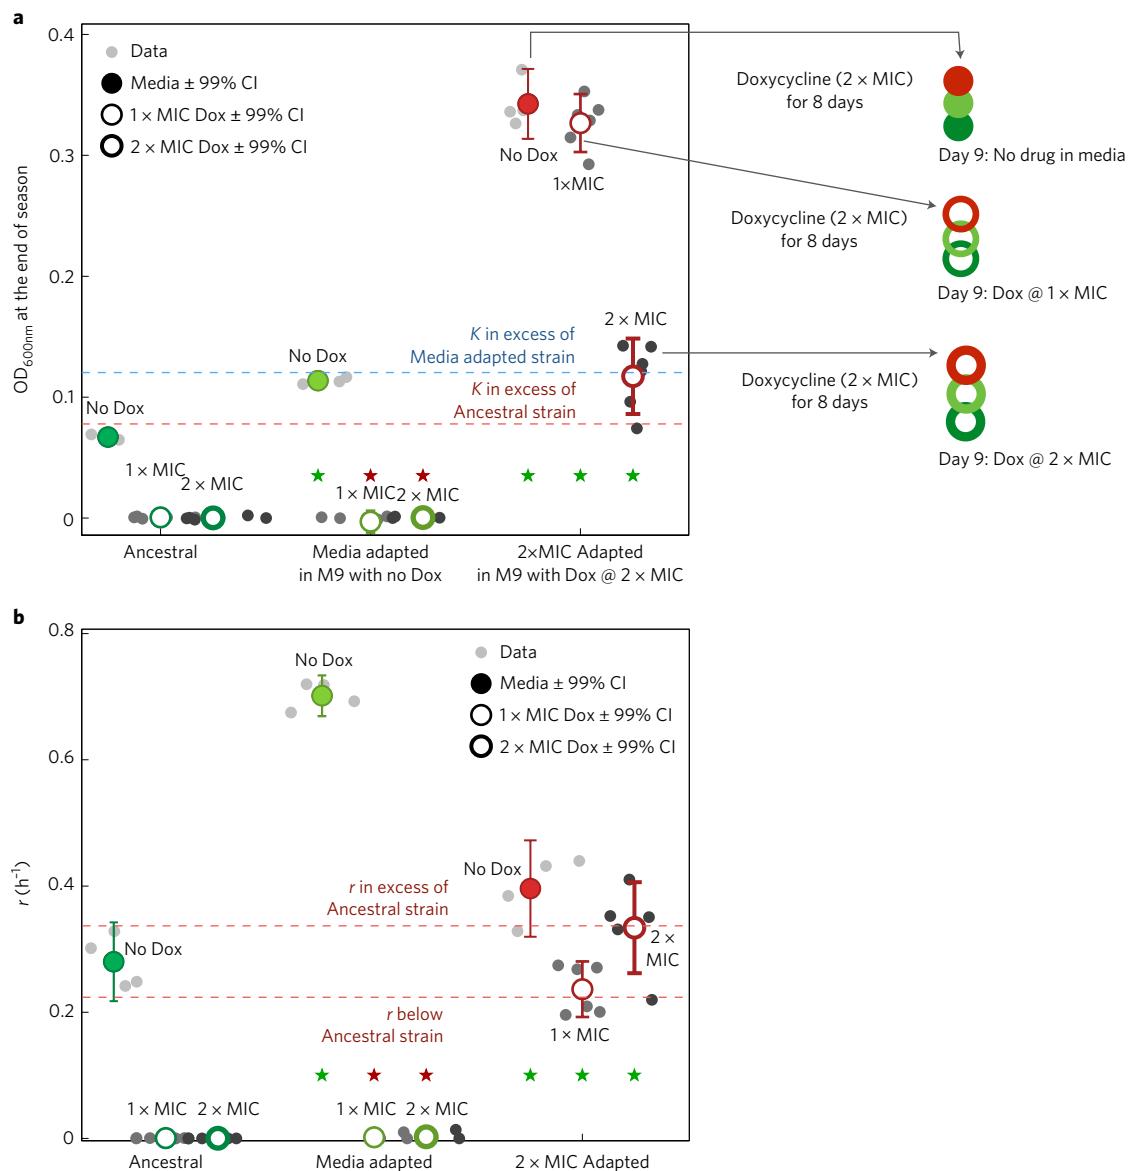 a
0.4
0.3
0.2
0.1
0
OD600nm at the end of season
Data
Media ± 99% CI
1 × MIC Dox ± 99% CI
2 × MIC Dox ± 99% CI
No Dox
1×MIC
2 × MIC
K in excess of
Media adapted strain
K in excess of
Ancestral strain
No Dox
No Dox
1 × MIC
2 × MIC
1 × MIC
2 × MIC
Ancestral
Media adapted
in M9 with no Dox
2×MIC Adapted
in M9 with Dox @ 2 × MIC
Doxycycline (2 × MIC)
for 8 days
Day 9: No drug in media
Doxycycline (2 × MIC)
for 8 days
Day 9: Dox @ 1 × MIC
Doxycycline (2 × MIC)
for 8 days
Day 9: Dox @ 2 × MIC
b
0.8
0.6
0.4
0.2
0
r (h–1)
No Dox
Data
Media ± 99% CI
1 × MIC Dox ± 99% CI
2 × MIC Dox ± 99% CI
No Dox
r in excess of
Ancestral strain
No Dox
2 ×
MIC
r below
Ancestral strain
1 × MIC
1 × MIC
2 × MIC
1 × MIC
2 × MIC
Ancestral
Media adapted
2 × MIC Adapted